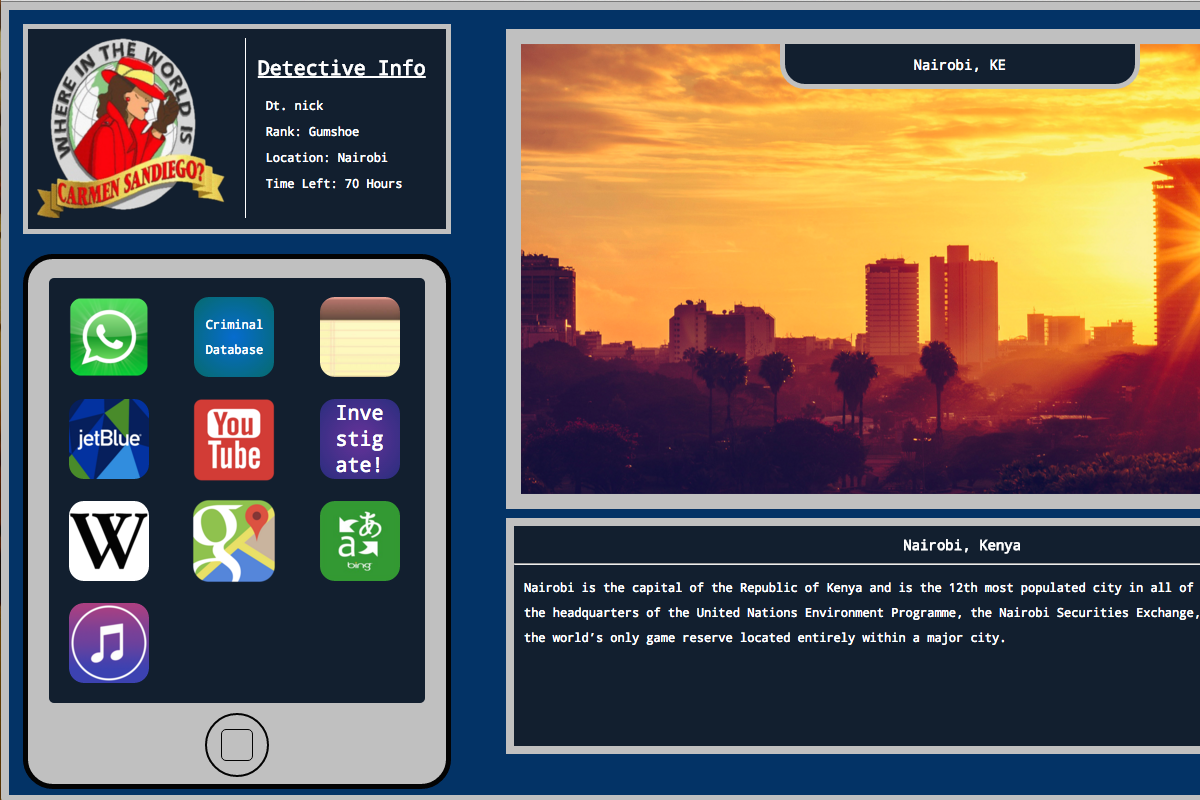 WHERE IN THE WORLD IS
CARMEN SANDIEGO?
Detective Info
Dt. nick
Rank: Gumshoe
Location: Nairobi
Time Left: 70 Hours
Criminal
Database
jetBlue
You
Tube
Inve
stig
ate!
W
g
あ
a
bing
Nairobi, KE
Nairobi, Kenya
Nairobi is the capital of the Republic of Kenya and is the 12th most populated city in all of
the headquarters of the United Nations Environment Programme, the Nairobi Securities Exchange,
the world's only game reserve located entirely within a major city.